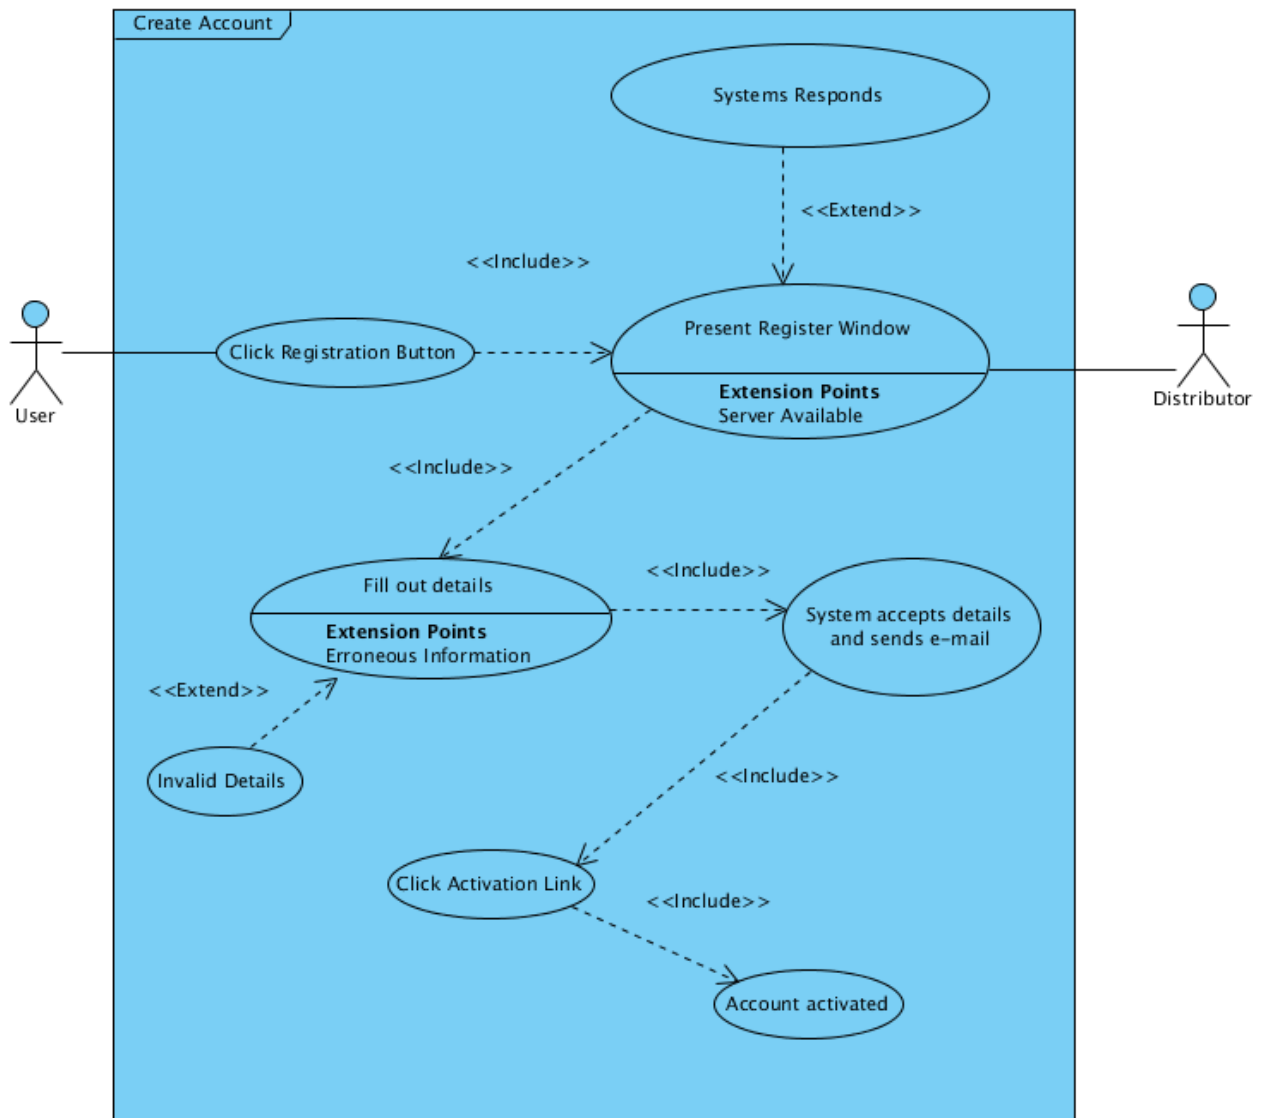 Create Account
Systems Responds
<<Extend>>
<<Include>>
Present Register Window
Click Registration Button
Extension Points
Server Available
User
Distributor
<<Include>>
Fill out details
Extension Points
Erroneous Information
<<Include>>
System accepts details
and sends e-mail
<<Extend>>
Invalid Details
<<Include>>
Click Activation Link
<<Include>>
Account activated